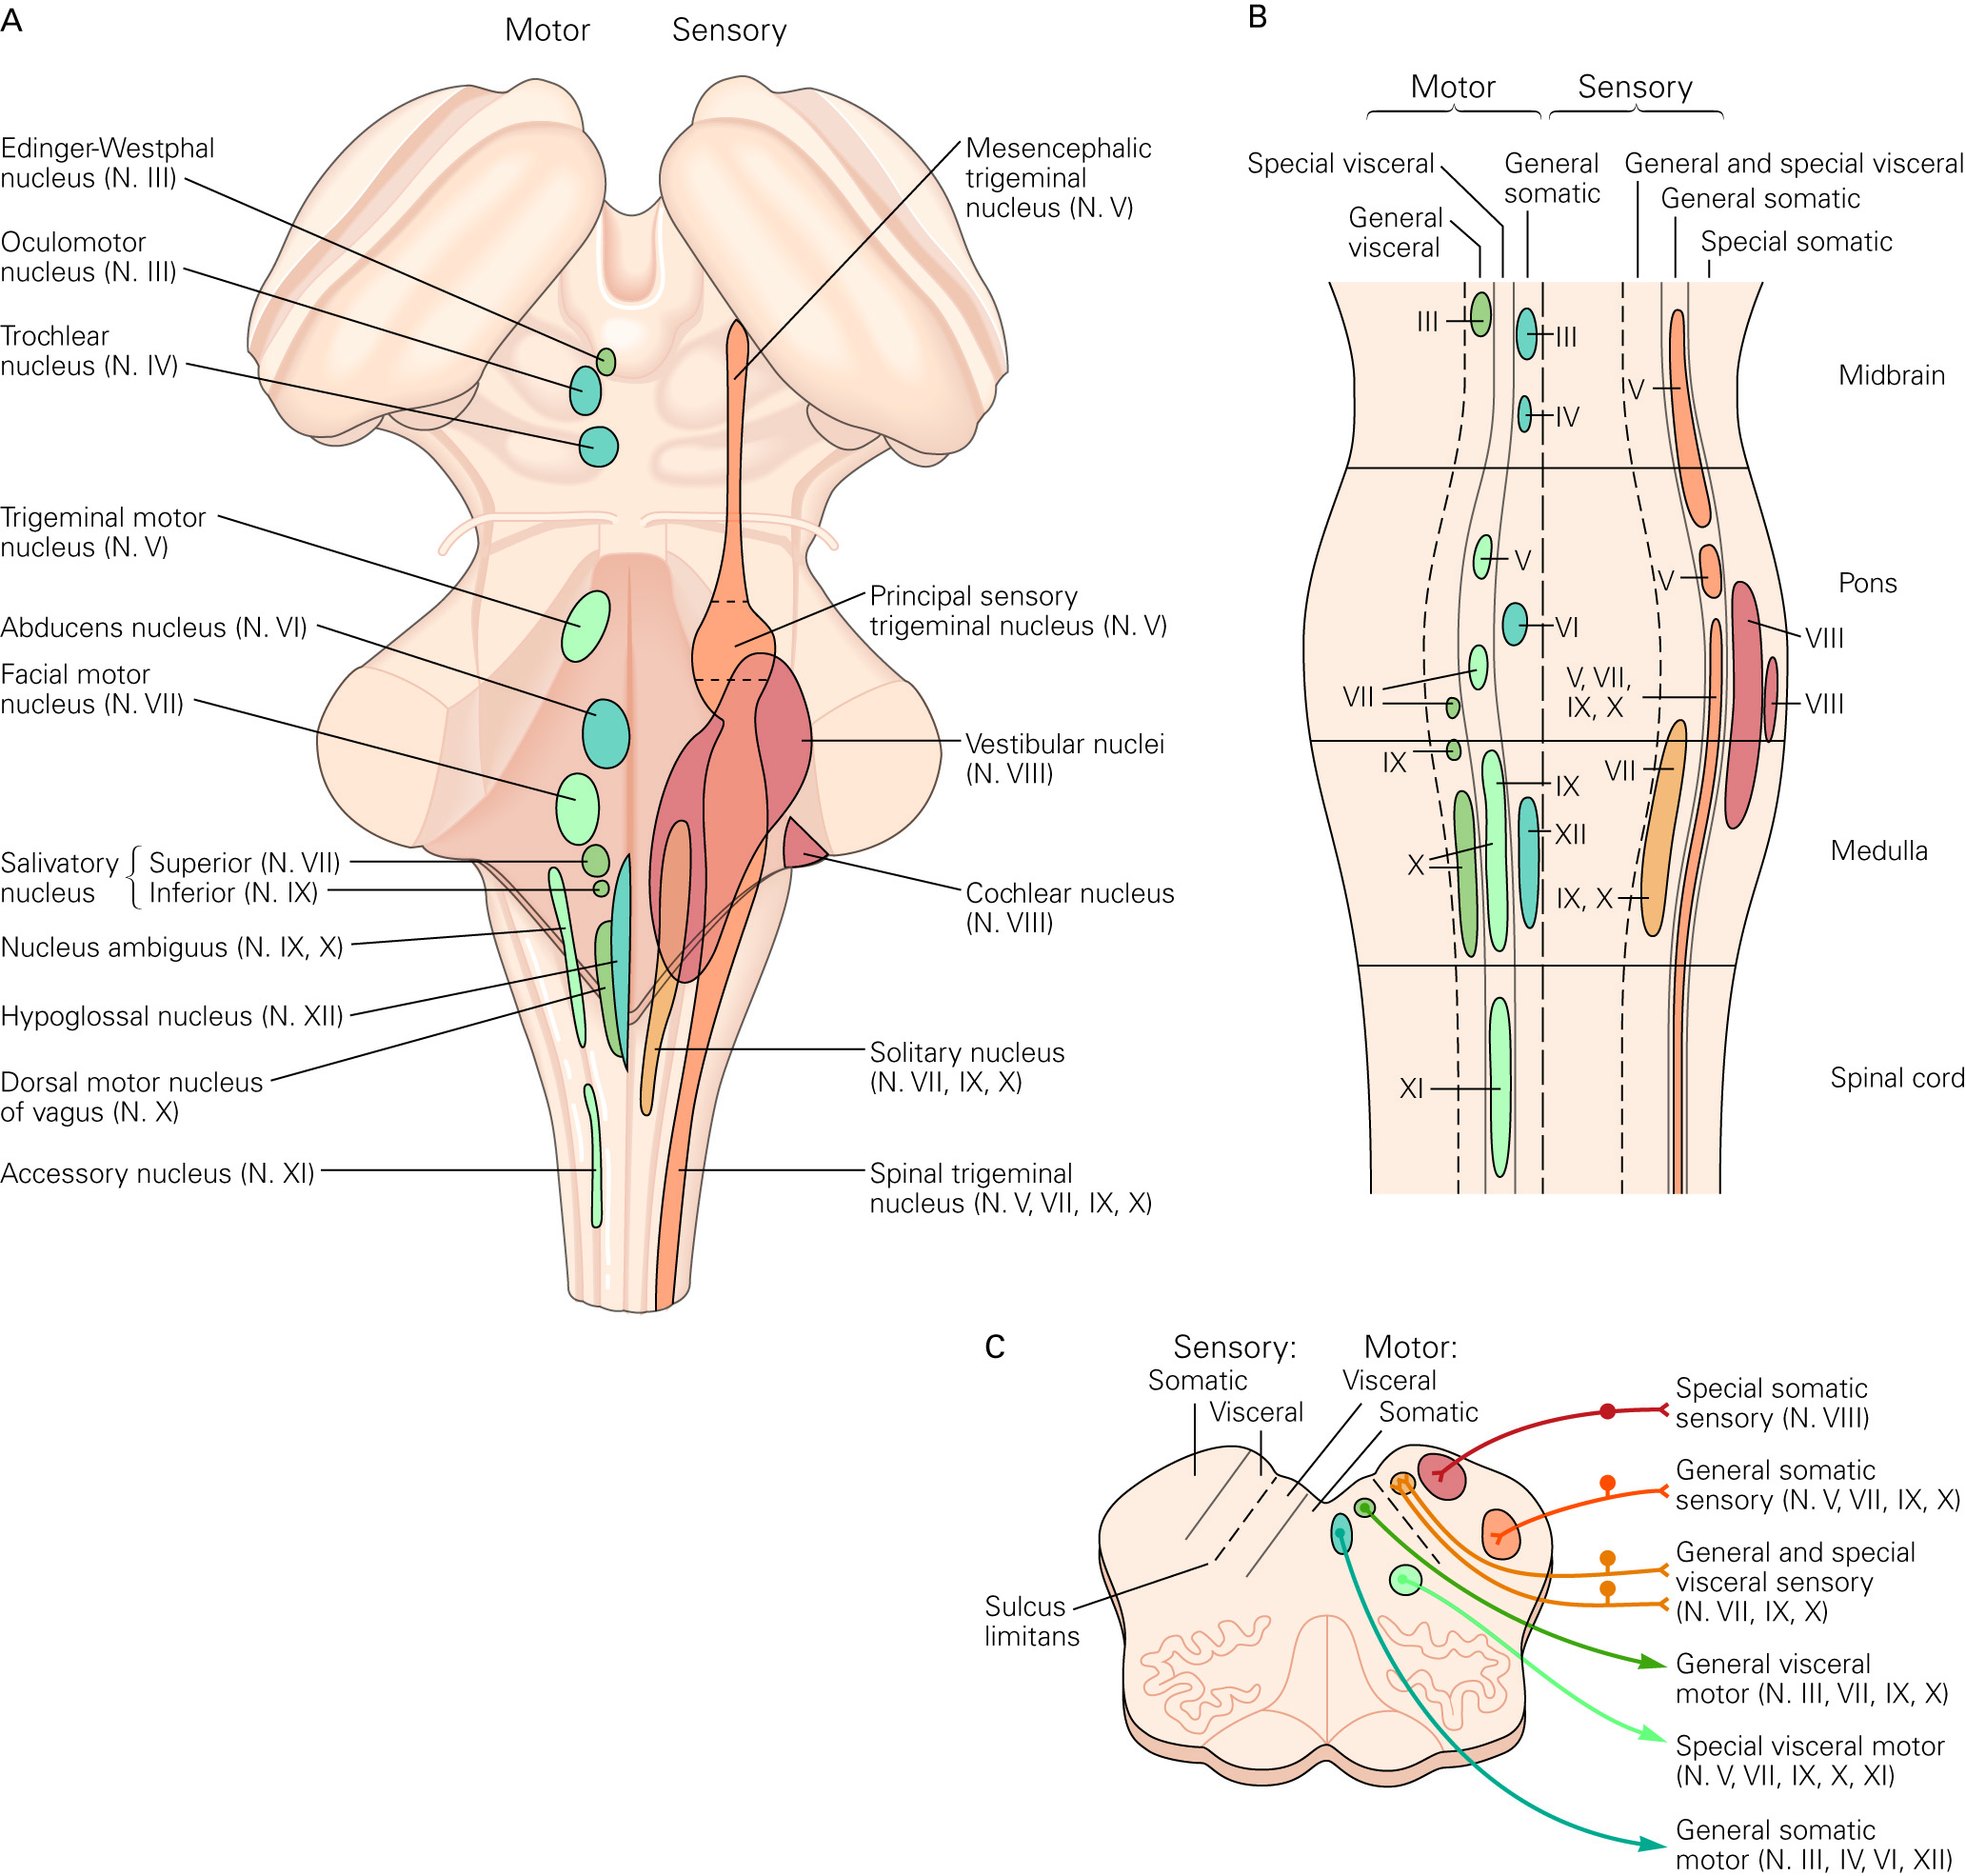 A
Motor
Sensory
Edinger-Westphal
nucleus (N. III)
Oculomotor
nucleus (N. III)
Trochlear
nucleus (N. IV)
Trigeminal motor
nucleus (N. V)
Abducens nucleus (N. VI)
Facial motor
nucleus (N. VII)
Salivatory
nucleus
Superior (N. VII)
Inferior (N. IX)
Nucleus ambiguus (N. IX, X)
Hypoglossal nucleus (N. XII)
Dorsal motor nucleus
of vagus (N. X)
Accessory nucleus (N. XI)
Mesencephalic
trigeminal
nucleus (N. V)
Principal sensory
trigeminal nucleus (N. V)
Vestibular nuclei
(N. VIII)
Cochlear nucleus
(N. VIII)
Solitary nucleus
(N. VII, IX, X)
Spinal trigeminal
nucleus (N. V, VII, IX, X)
B
Motor
Sensory
Special visceral
General
somatic
General
visceral
General and special visceral
General somatic
Special somatic
III
III
IV
V
Midbrain
V
V
VI
VII
V, VII,
IX, X
VIII
VIII
Pons
IX
IX
X
XII
VII
IX, X
Medulla
XI
Spinal cord
C
Sensory:
Somatic
Visceral
Motor:
Visceral
Somatic
Sulcus
limitans
Special somatic
sensory (N. VIII)
General somatic
sensory (N. V, VII, IX, X)
General and special
visceral sensory
(N. VII, IX, X)
General visceral
motor (N. III, VII, IX, X)
Special visceral motor
(N. V, VII, IX, X, XI)
General somatic
motor (N. III, IV, VI, XII)